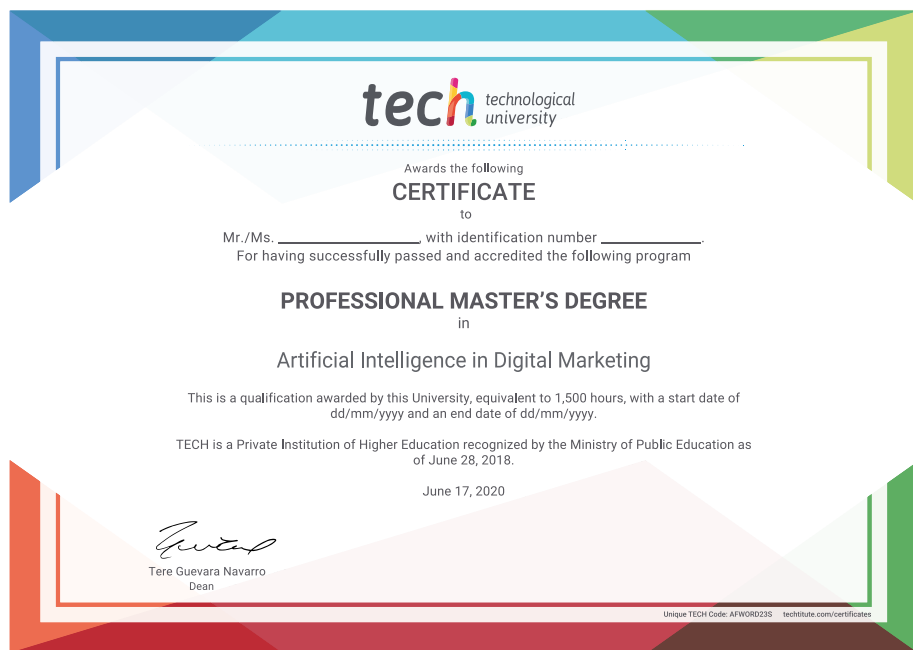 tech technological
university
Awards the following
CERTIFICATE
to
Mr./Ms. ________________, with identification number ____________.
For having successfully passed and accredited the following program
PROFESSIONAL MASTER'S DEGREE
in
Artificial Intelligence in Digital Marketing
This is a qualification awarded by this University, equivalent to 1,500 hours, with a start date of
dd/mm/yyyy and an end date of dd/mm/yyyy.
TECH is a Private Institution of Higher Education recognized by the Ministry of Public Education as
of June 28, 2018.
June 17, 2020
Tere Guevara Navarro
Dean
Unique TECH Code: AFWORD23S techtitute.com/certificates